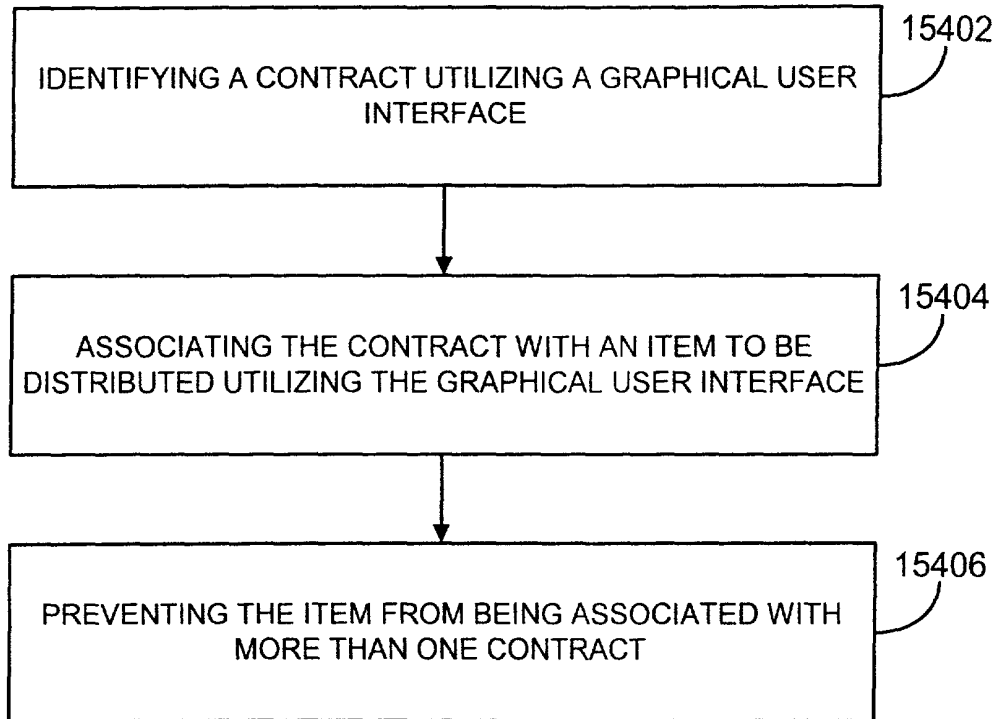 15402
IDENTIFYING A CONTRACT UTILIZING A GRAPHICAL USER
INTERFACE
15404
ASSOCIATING THE CONTRACT WITH AN ITEM TO BE
DISTRIBUTED UTILIZING THE GRAPHICAL USER INTERFACE
15406
PREVENTING THE ITEM FROM BEING ASSOCIATED WITH
MORE THAN ONE CONTRACT